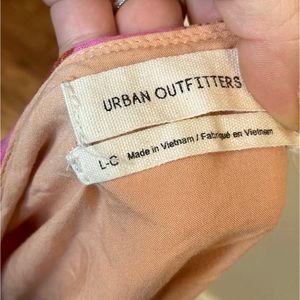 URBAN OUTFITTERS
L-G Made in Vietnam / Fabriqué en Vietnam